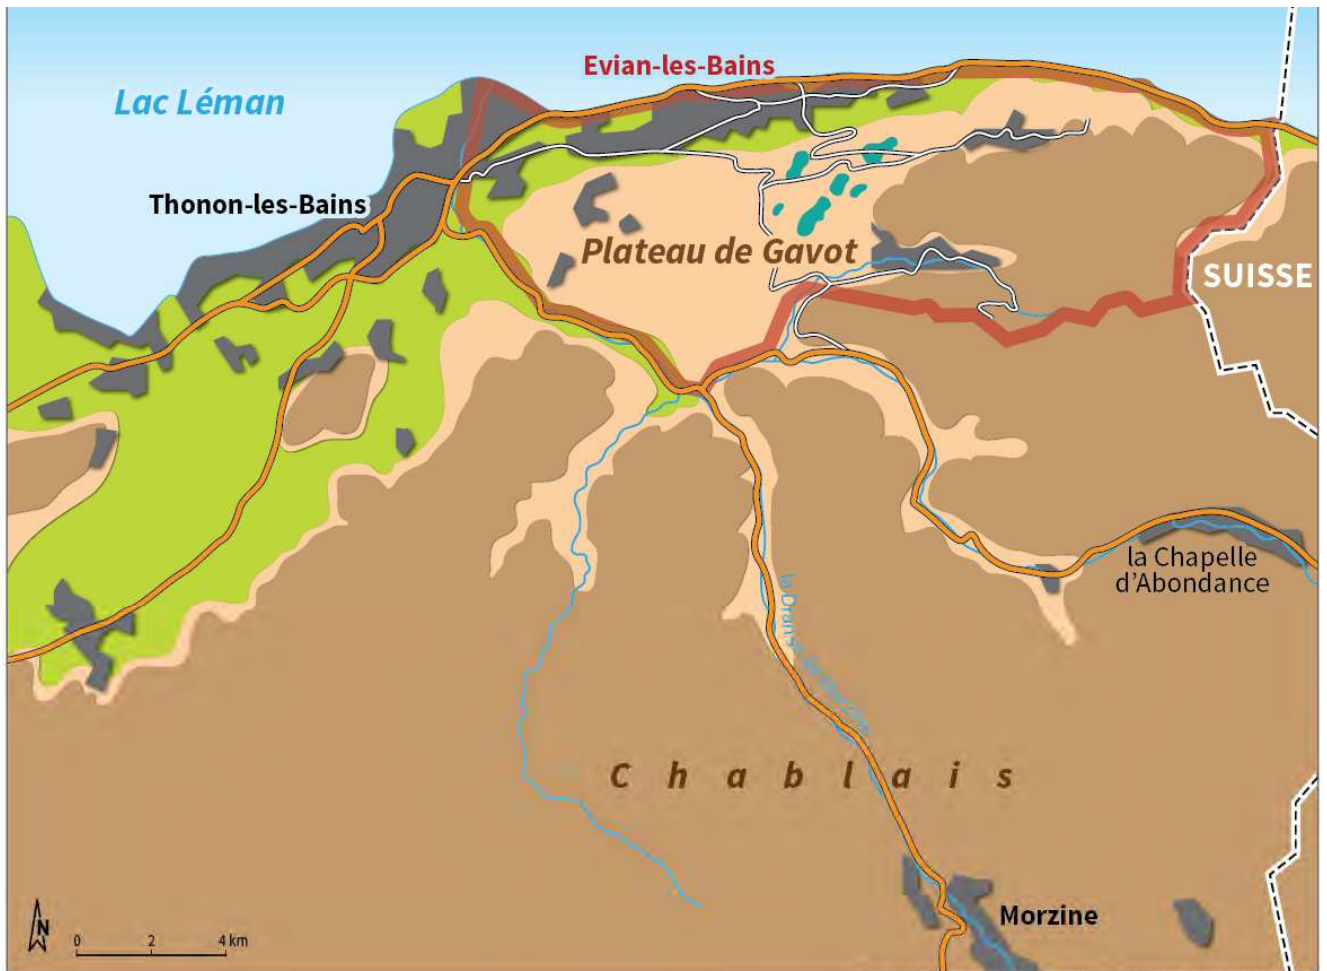 Evian-les-Bains
Lac Léman
Thonon-les-Bains
Plateau de Gavot
SUISSE
la Chapelle
d'Abondance
Chablais
Morzine
N
0 2 4 km